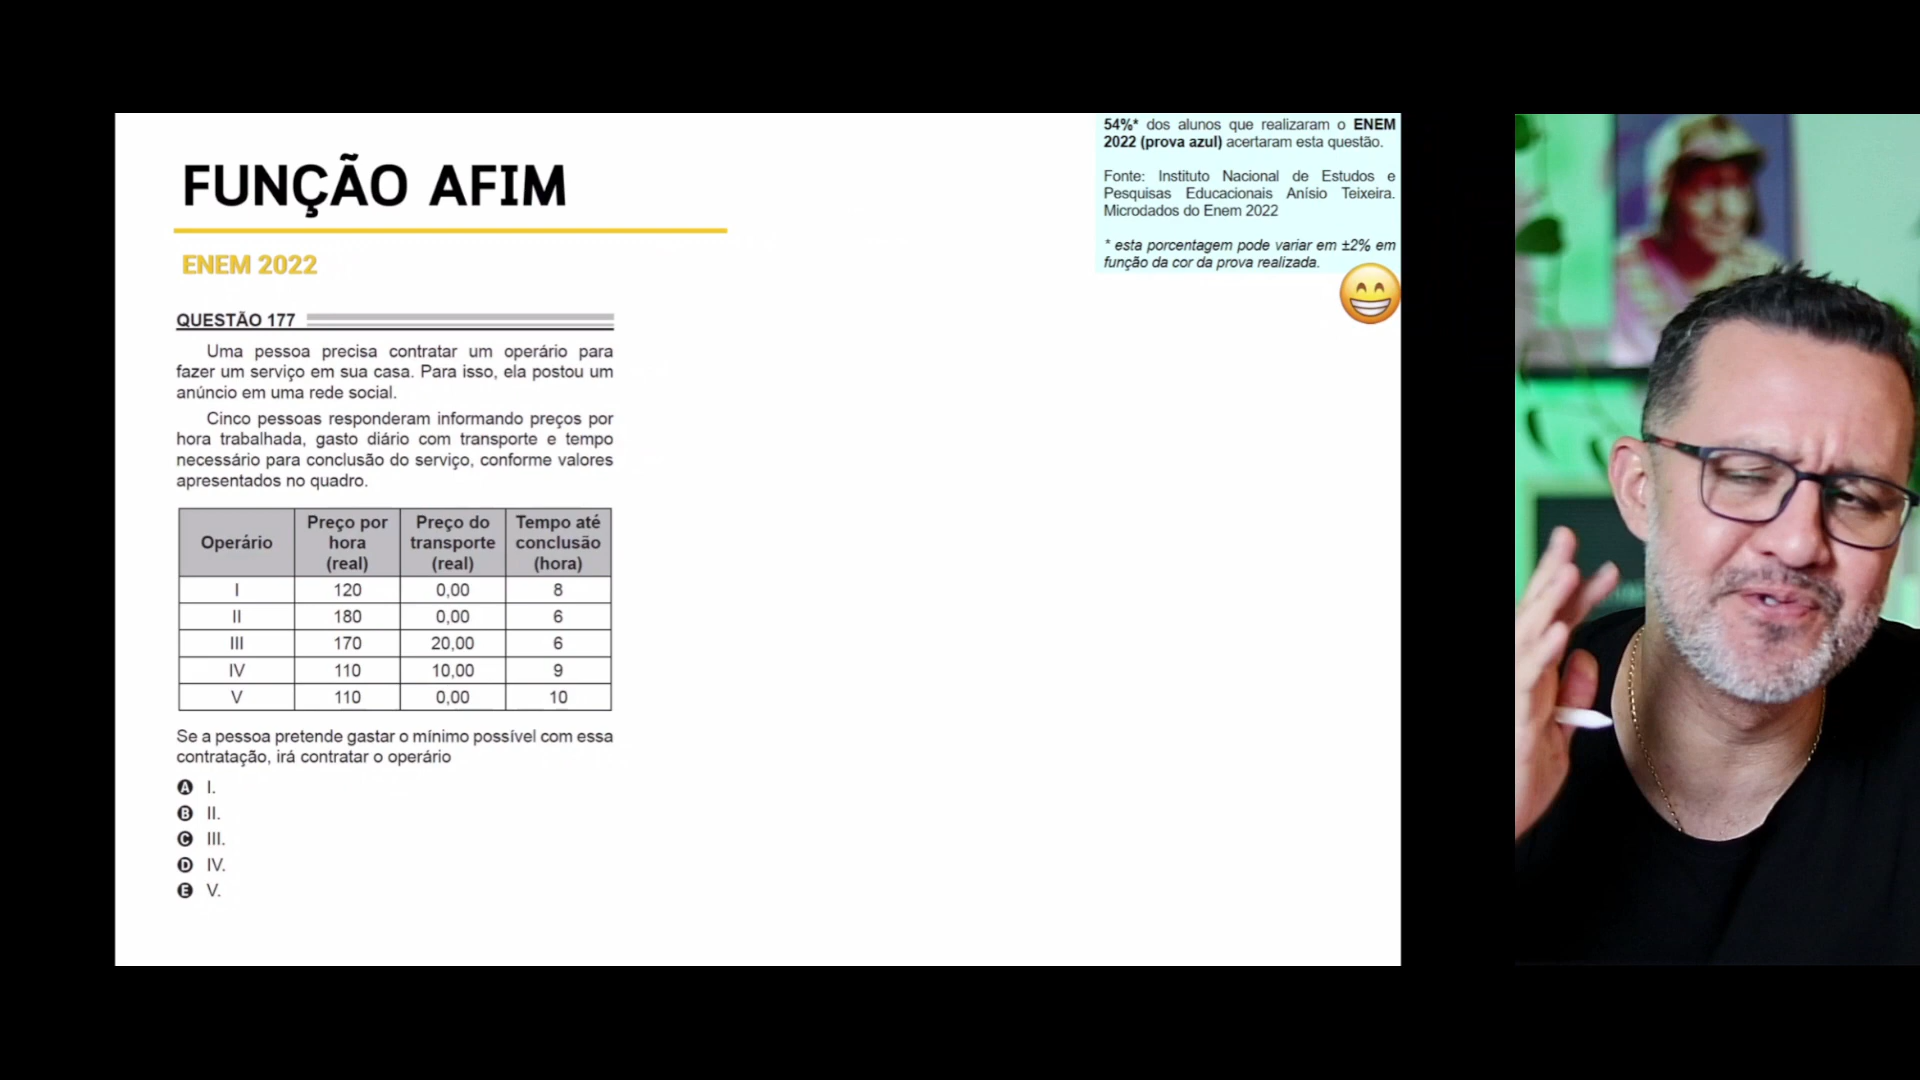 FUNÇÃO AFIM
ENEM 2022
54%* dos alunos que realizaram o ENEM
2022 (prova azul) acertaram esta questão.
Fonte: Instituto Nacional de Estudos e
Pesquisas Educacionais Anísio Teixeira.
Microdados do Enem 2022
* esta porcentagem pode variar em ±2% em
função da cor da prova realizada.
QUESTÃO 177
Uma pessoa precisa contratar um operário para
fazer um serviço em sua casa. Para isso, ela postou um
anúncio em uma rede social.
Cinco pessoas responderam informando preços por
hora trabalhada, gasto diário com transporte e tempo
necessário para conclusão do serviço, conforme valores
apresentados no quadro.
Operário Preço por hora (real) Preço do transporte (real) Tempo até conclusão (hora)
I 120 0,00 8
II 180 0,00 6
III 170 20,00 6
IV 110 10,00 9
V 110 0,00 10
Se a pessoa pretende gastar o mínimo possível com essa
contratação, irá contratar o operário
A I.
B II.
C III.
D IV.
E V.